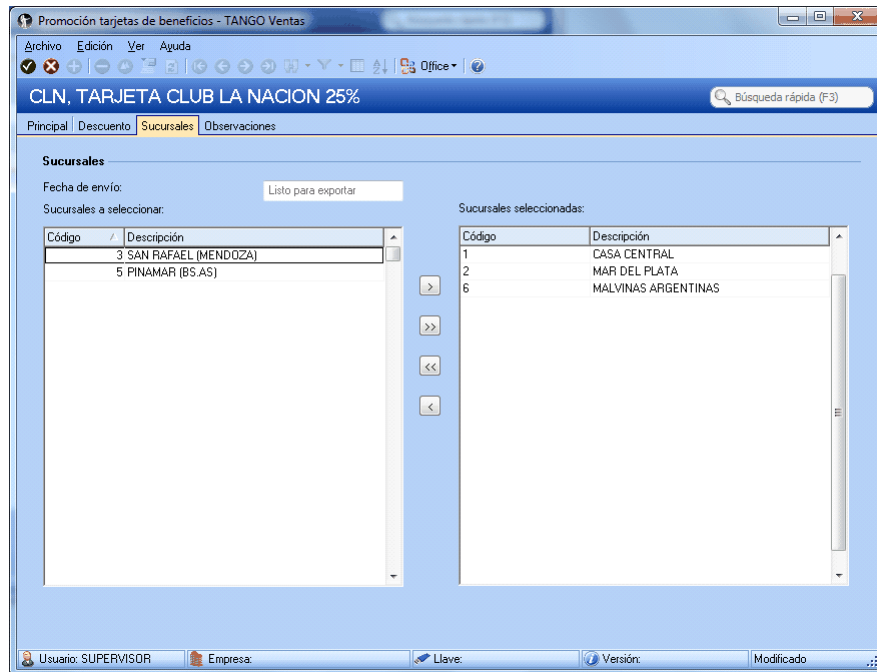 Promoción tarjetas de beneficios - TANGO Ventas
Archivo Edición Ver Ayuda
Office
CLN, TARJETA CLUB LA NACION 25%
Búsqueda rápida (F3)
Principal Descuento Sucursales Observaciones
Sucursales
Fecha de envío: Listo para exportar
Sucursales a seleccionar: Sucursales seleccionadas:
Código Descripción Código Descripción
3 SAN RAFAEL (MENDOZA) 1 CASA CENTRAL
5 PINAMAR (BS.AS) 2 MAR DEL PLATA
6 MALVINAS ARGENTINAS
>
>>
<<
<
Usuario: SUPERVISOR Empresa: Llave: Versión: Modificado